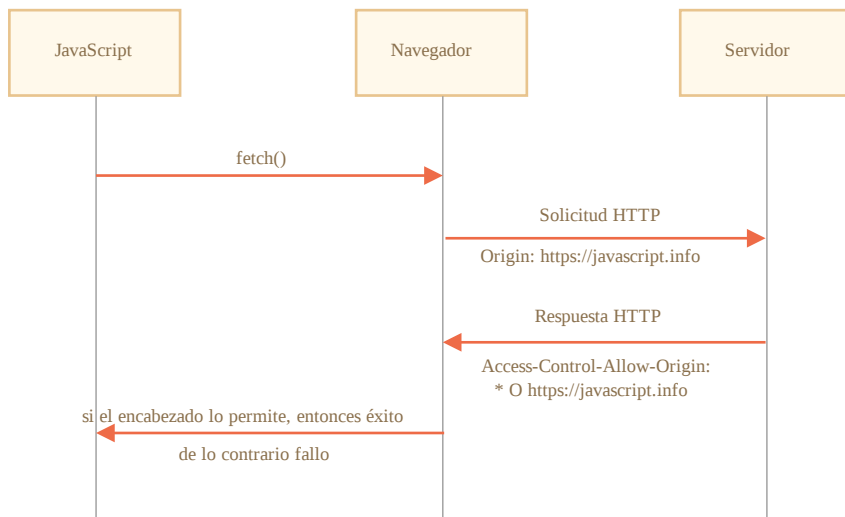 JavaScript
Navegador
Servidor
fetch()
Solicitud HTTP
Origin: https://javascript.info
Respuesta HTTP
Access-Control-Allow-Origin:
* O https://javascript.info
si el encabezado lo permite, entonces éxito
de lo contrario fallo